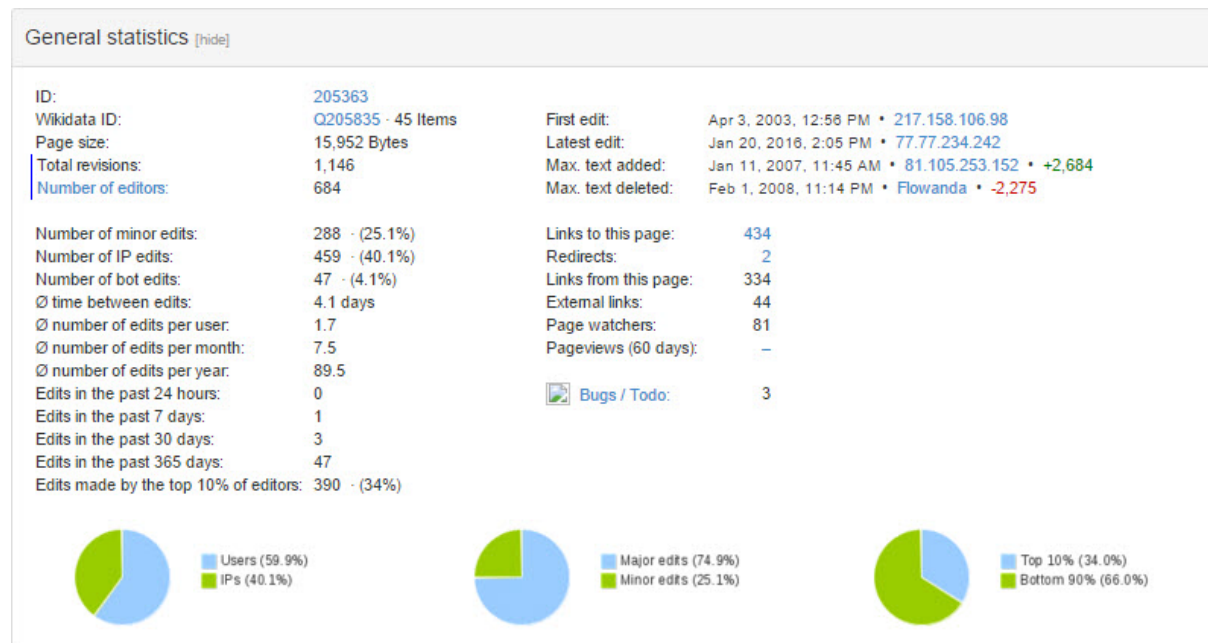 General statistics [hide]
ID: 205363
Wikidata ID: Q205835 · 45 Items First edit: Apr 3, 2003, 12:56 PM • 217.158.106.98
Page size: 15,952 Bytes Latest edit: Jan 20, 2016, 2:05 PM • 77.77.234.242
Total revisions: 1,146 Max. text added: Jan 11, 2007, 11:45 AM • 81.105.253.152 • +2,684
Number of editors: 684 Max. text deleted: Feb 1, 2008, 11:14 PM • Flowanda • -2,275
Number of minor edits: 288 · (25.1%) Links to this page: 434
Number of IP edits: 459 · (40.1%) Redirects: 2
Number of bot edits: 47 · (4.1%) Links from this page: 334
Ø time between edits: 4.1 days External links: 44
Ø number of edits per user: 1.7 Page watchers: 81
Ø number of edits per month: 7.5 Pageviews (60 days): –
Ø number of edits per year: 89.5
Edits in the past 24 hours: 0 Bugs / Todo: 3
Edits in the past 7 days: 1
Edits in the past 30 days: 3
Edits in the past 365 days: 47
Edits made by the top 10% of editors: 390 · (34%)
Users (59.9%) Major edits (74.9%) Top 10% (34.0%)
IPs (40.1%) Minor edits (25.1%) Bottom 90% (66.0%)